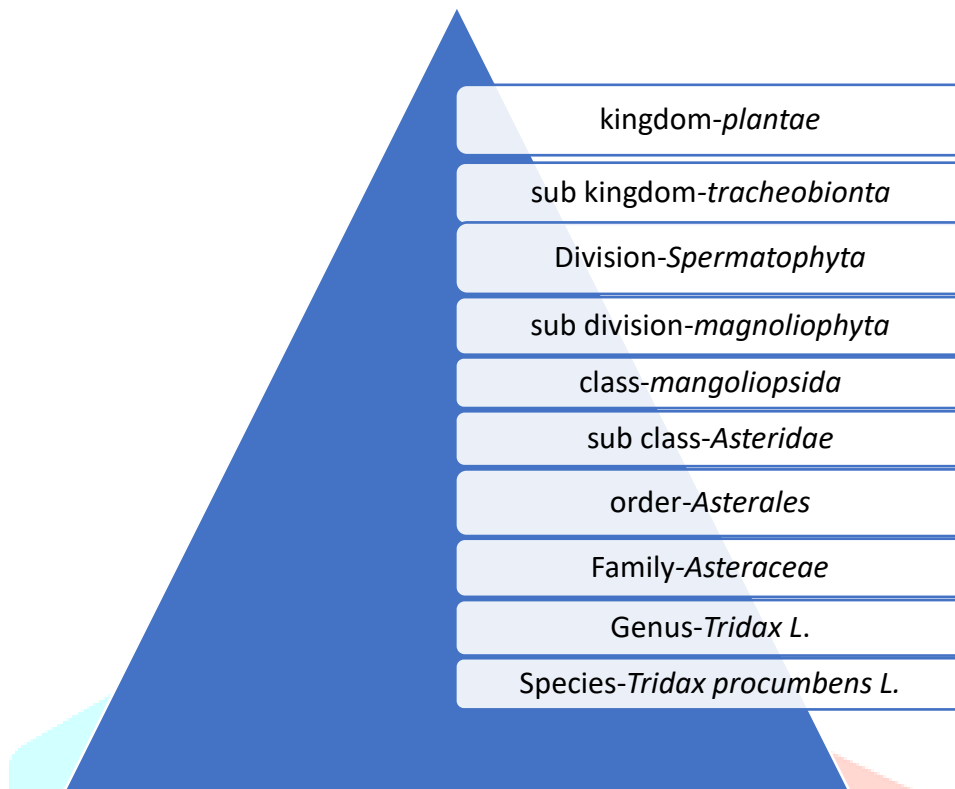 kingdom-plantae
sub kingdom-tracheobionta
Division-Spermatophyta
sub division-magnoliophyta
class-mangoliopsida
sub class-Asteridae
order-Asterales
Family-Asteraceae
Genus-Tridax L.
Species-Tridax procumbens L.